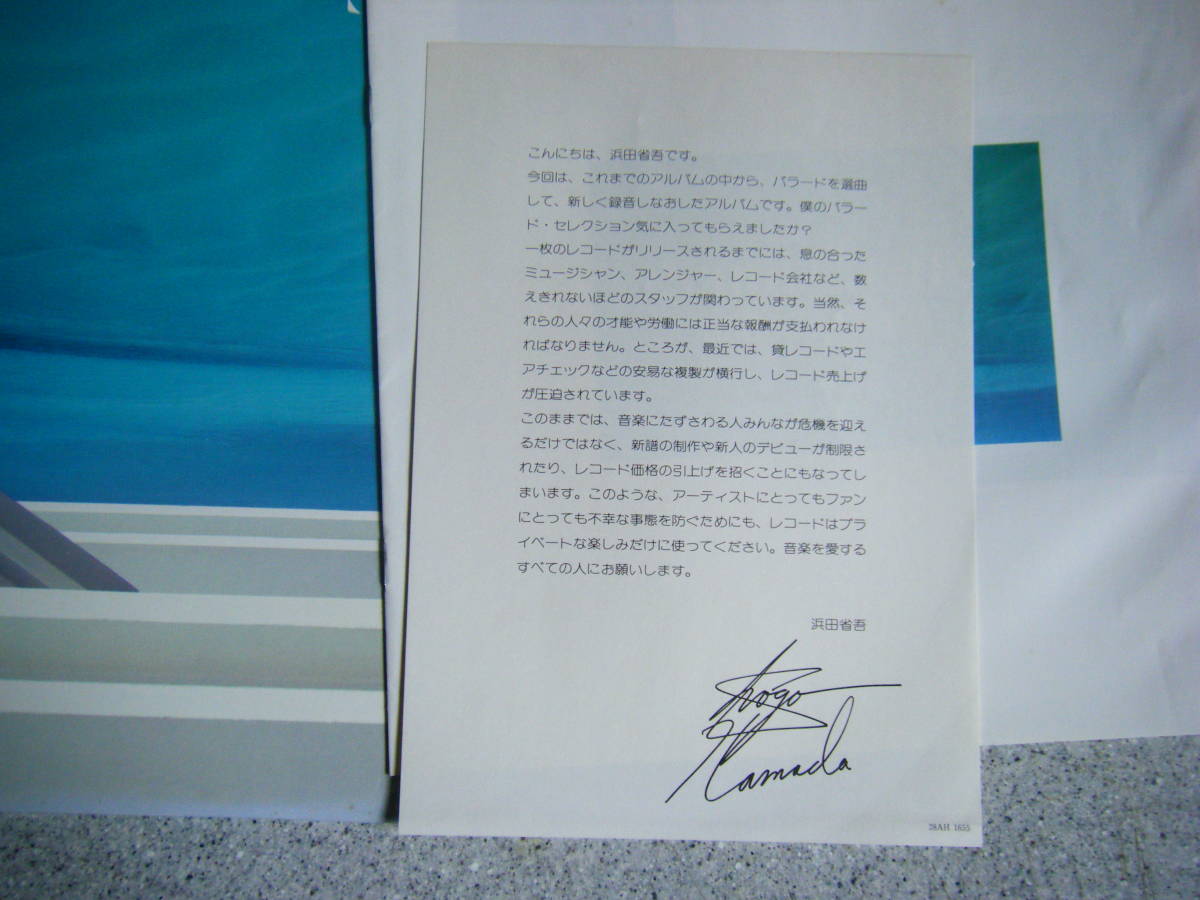 こんにちは、浜田省吾です。
今回は、これまでのアルバムの中から、バラードを選曲
して、新しく録音しなおしたアルバムです。僕のバラー
ド・セレクション気に入ってもらえましたか？
一枚のレコードがリリースされるまでには、息の合った
ミュージシャン、アレンジャー、レコード会社など、数
えきれないほどのスタッフが関わっています。当然、そ
れらの人々の才能や労働には正当な報酬が支払われなけ
ればなりません。ところが、最近では、貸レコードやエ
アチェックなどの安易な複製が横行し、レコード売上げ
が圧迫されています。
このままでは、音楽にたずさわる人みんなが危機を迎え
るだけではなく、新譜の制作や新人のデビューが制限さ
れたり、レコード価格の引上げを招くことにもなってし
まいます。このような、アーティストにとってもファン
にとっても不幸な事態を防ぐためにも、レコードはプラ
イベートな楽しみだけに使ってください。音楽を愛する
すべての人にお願いします。
浜田省吾
Shogo
Hamada
28AH 1655